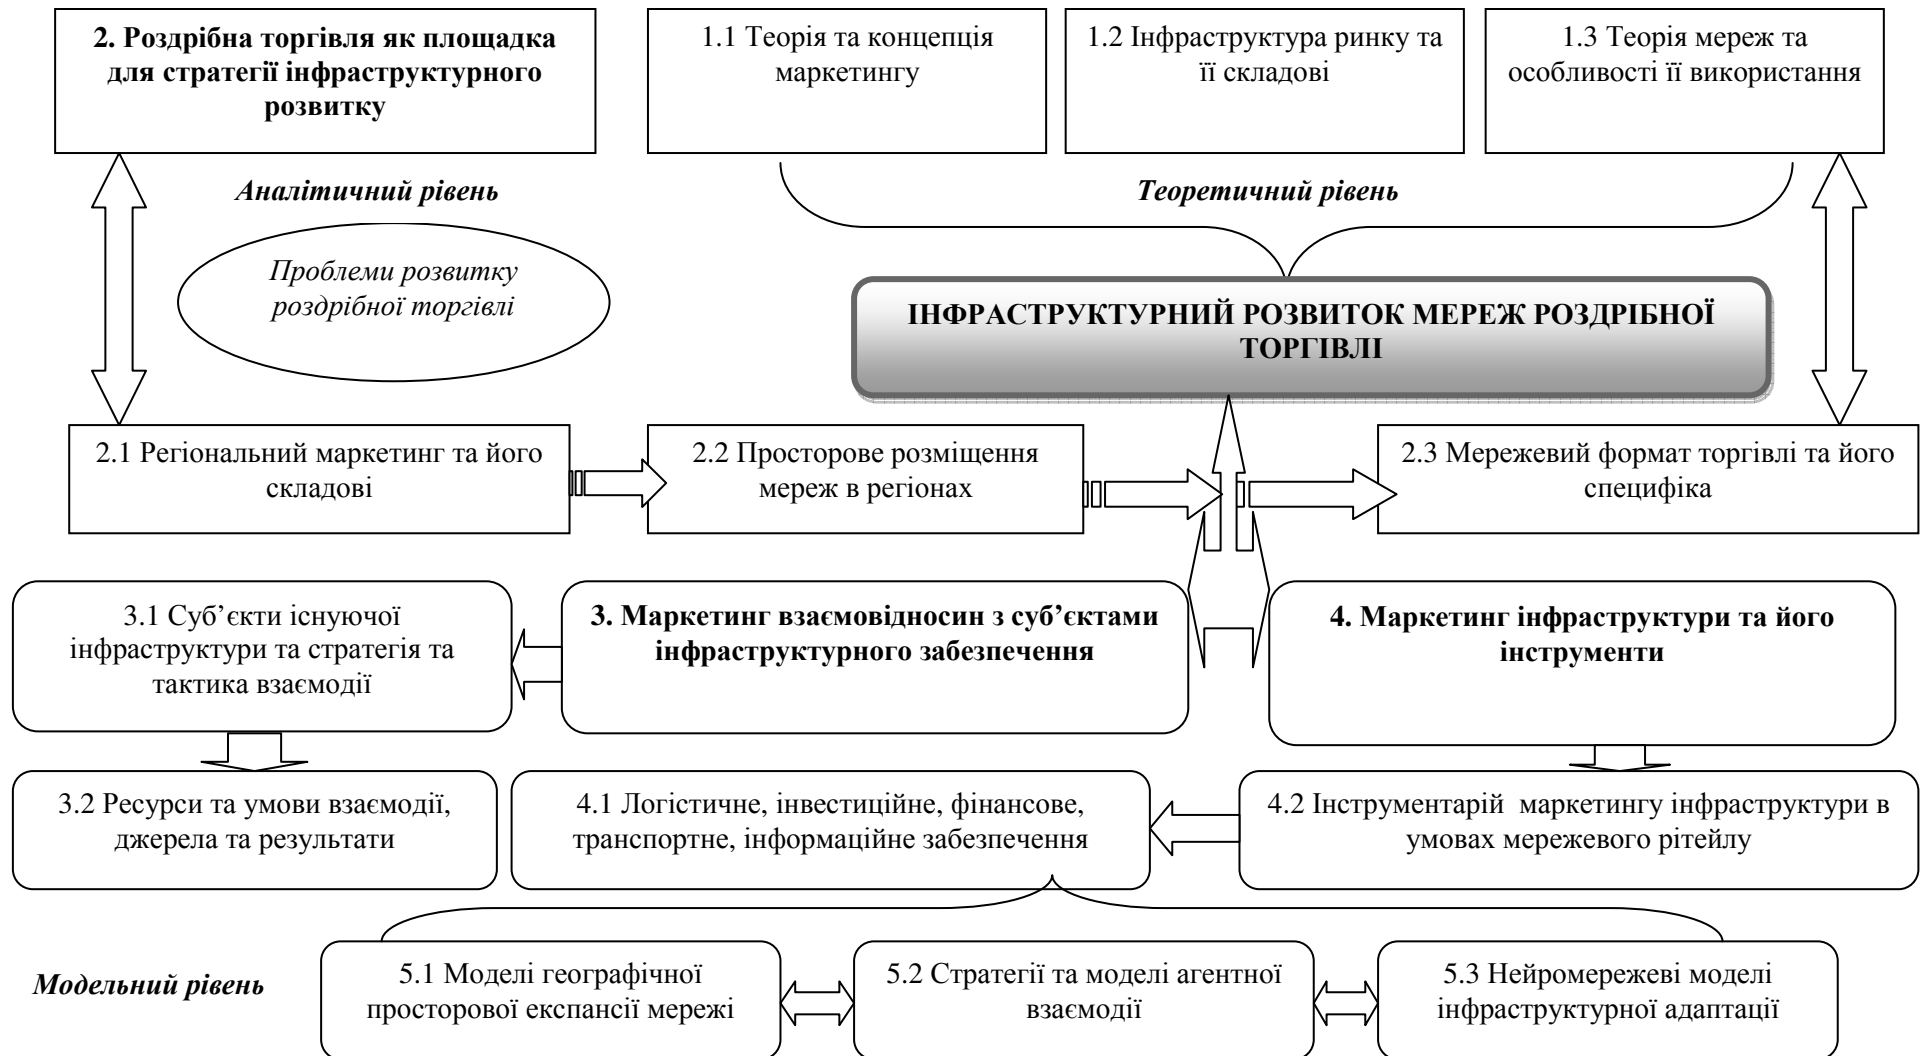 2. Роздрібна торгівля як площадка
для стратегії інфраструктурного
розвитку
1.1 Теорія та концепція
маркетингу
1.2 Інфраструктура ринку та
її складові
1.3 Теорія мереж та
особливості її використання
Аналітичний рівень
Теоретичний рівень
Проблеми розвитку
роздрібної торгівлі
ІНФРАСТРУКТУРНИЙ РОЗВИТОК МЕРЕЖ РОЗДРІБНОЇ
ТОРГІВЛІ
2.1 Регіональний маркетинг та його
складові
2.2 Просторове розміщення
мереж в регіонах
2.3 Мережевий формат торгівлі та його
специфіка
3.1 Суб’єкти існуючої
інфраструктури та стратегія та
тактика взаємодії
3. Маркетинг взаємовідносин з суб’єктами
інфраструктурного забезпечення
4. Маркетинг інфраструктури та його
інструменти
3.2 Ресурси та умови взаємодії,
джерела та результати
4.1 Логістичне, інвестиційне, фінансове,
транспортне, інформаційне забезпечення
4.2 Інструментарій  маркетингу інфраструктури в
умовах мережевого рітейлу
Модельний рівень
5.1 Моделі географічної
просторової експансії мережі
5.2 Стратегії та моделі агентної
взаємодії
5.3 Нейромережеві моделі
інфраструктурної адаптації